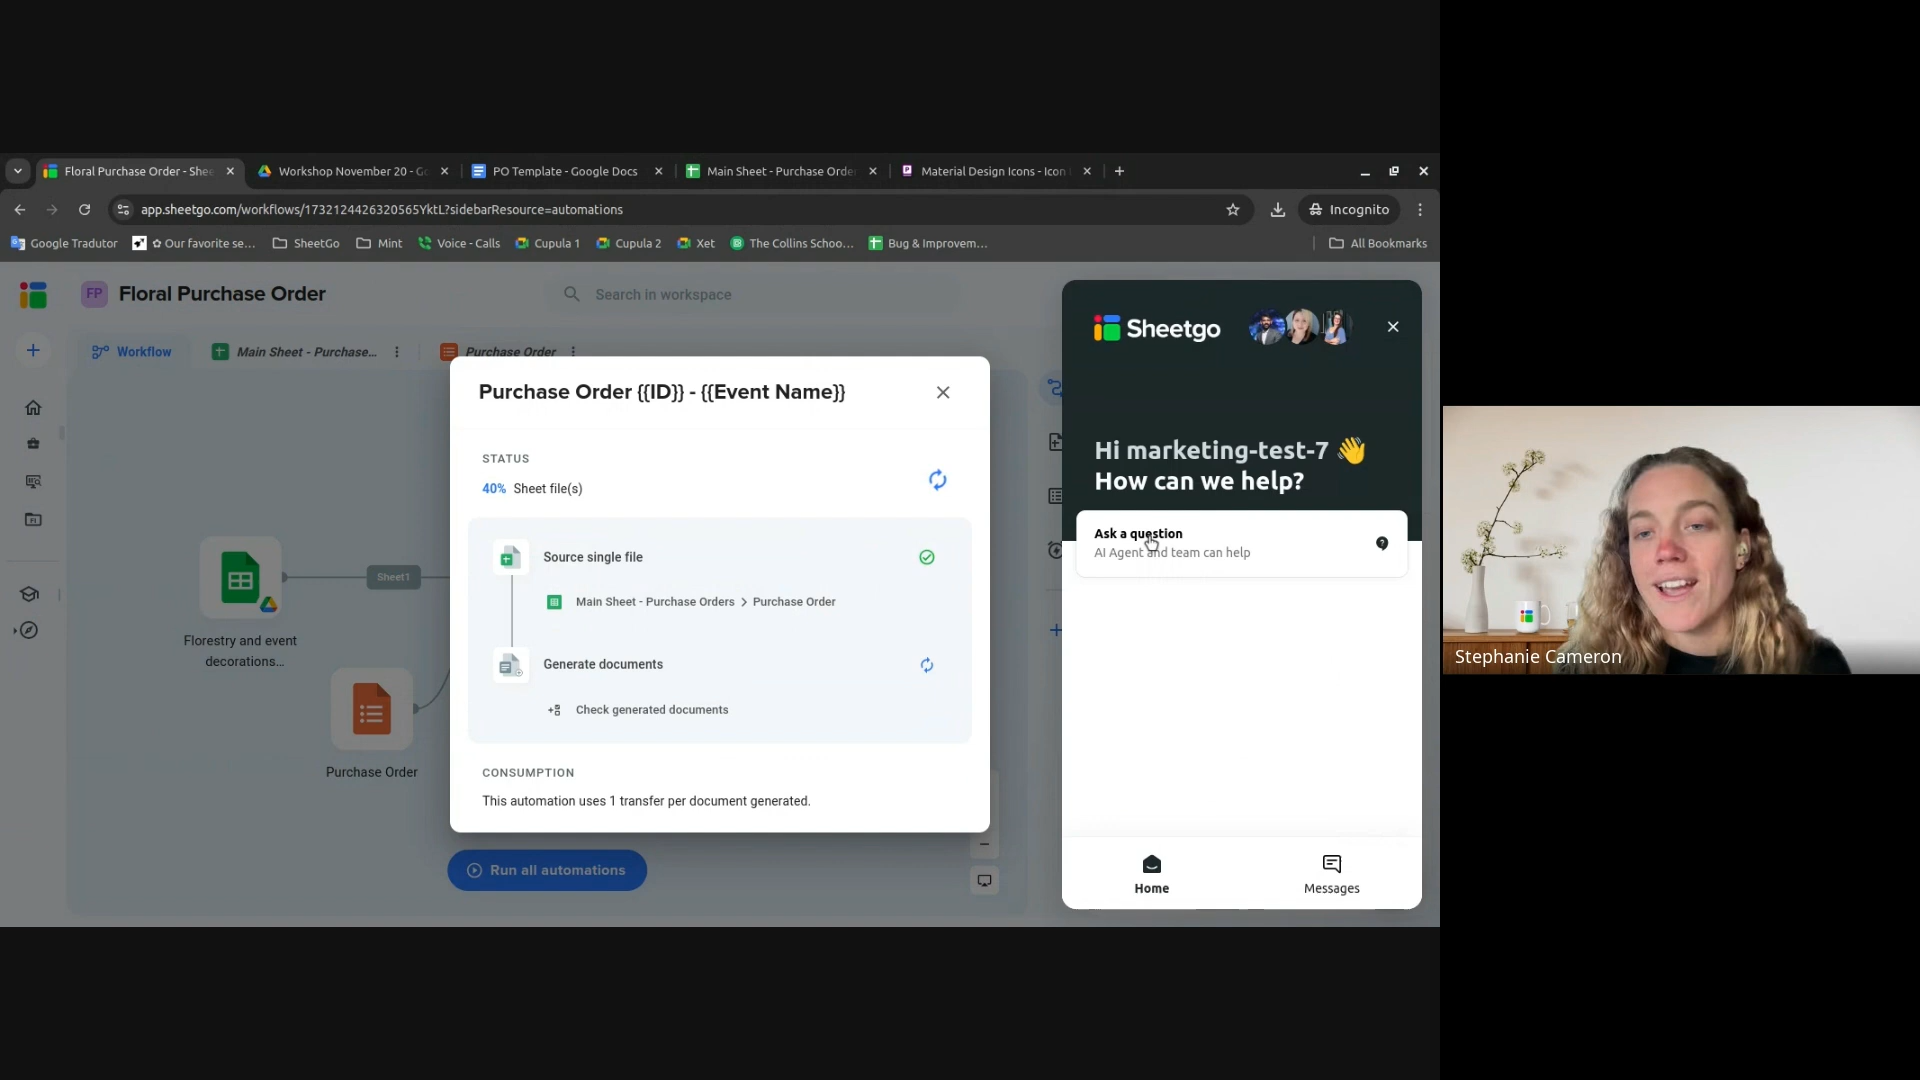 Floral Purchase Order - Shee
Workshop November 20 - Go
PO Template - Google Docs
Main Sheet - Purchase Orde
Material Design Icons - Icon
app.sheetgo.com/workflows/1732124426320565YktL?sidebarResource=automations
Incognito
Google Tradutor
✿ Our favorite se...
SheetGo
Mint
Voice - Calls
Cupula 1
Cupula 2
Xet
The Collins Schoo...
Bug & Improvem...
All Bookmarks
FP
Floral Purchase Order
Search in workspace
Workflow
Main Sheet - Purchase...
Purchase Order
Sheet1
Florestry and event
decorations...
Purchase Order
Run all automations
Purchase Order {{ID}} - {{Event Name}}
STATUS
40% Sheet file(s)
Source single file
Main Sheet - Purchase Orders > Purchase Order
Generate documents
Check generated documents
CONSUMPTION
This automation uses 1 transfer per document generated.
Sheetgo
Hi marketing-test-7 👋
How can we help?
Ask a question
AI Agent and team can help
Home
Messages
Stephanie Cameron